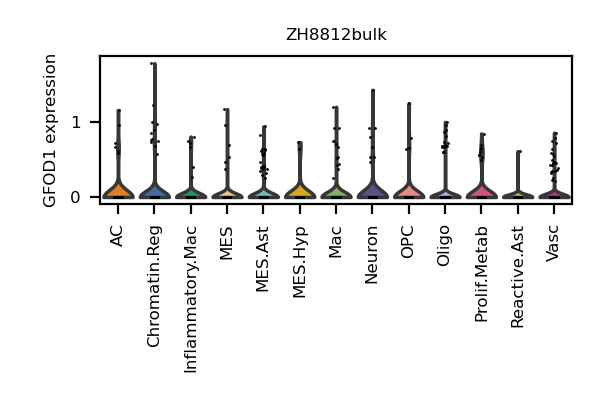 ZH8812bulk
GFOD1 expression
1
0
AC
Chromatin.Reg
Inflammatory.Mac
MES
MES.Ast
MES.Hyp
Mac
Neuron
OPC
Oligo
Prolif.Metab
Reactive.Ast
Vasc